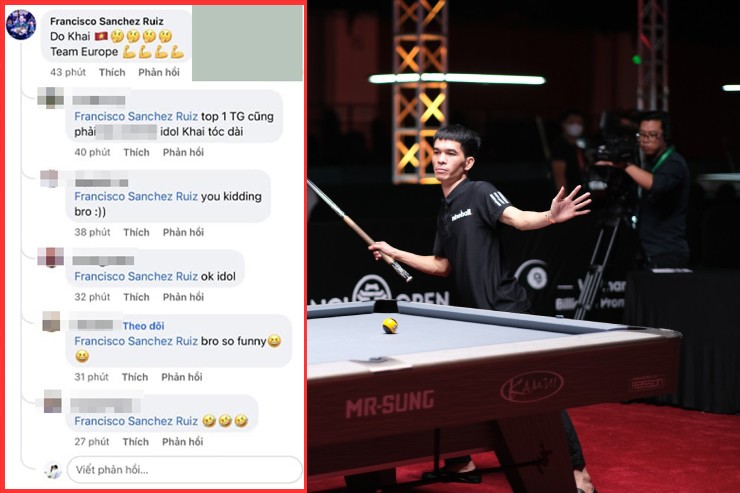 Francisco Sanchez Ruiz
Do Khai 🇻🇳🤔🤔🤔🤔
Team Europe 💪💪💪💪
43 phút Thích Phản hồi
Francisco Sanchez Ruiz top 1 TG cũng
phải idol Khai tóc dài
40 phút Thích Phản hồi
Francisco Sanchez Ruiz you kidding
bro :))
38 phút Thích Phản hồi
Francisco Sanchez Ruiz ok idol
32 phút Thích Phản hồi
Theo dõi
Francisco Sanchez Ruiz bro so funny😀
😀
31 phút Thích Phản hồi
Francisco Sanchez Ruiz 🤣🤣🤣
27 phút Thích Phản hồi
Viết phản hồi...
OPEN
MR-SUNG
KAMUI